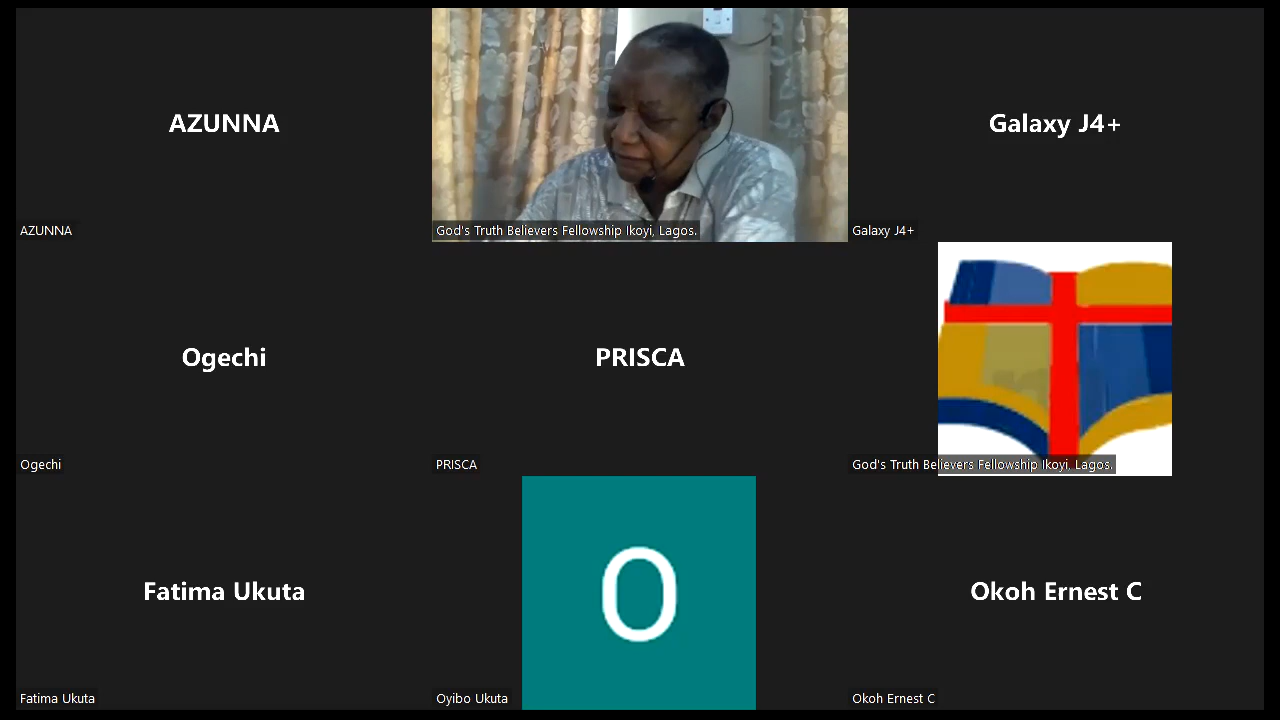 AZUNNA
AZUNNA
God's Truth Believers Fellowship Ikoyi, Lagos.
Galaxy J4+
Galaxy J4+
Ogechi
Ogechi
PRISCA
PRISCA
God's Truth Believers Fellowship Ikoyi, Lagos.
Fatima Ukuta
Fatima Ukuta
O
Oyibo Ukuta
Okoh Ernest C
Okoh Ernest C